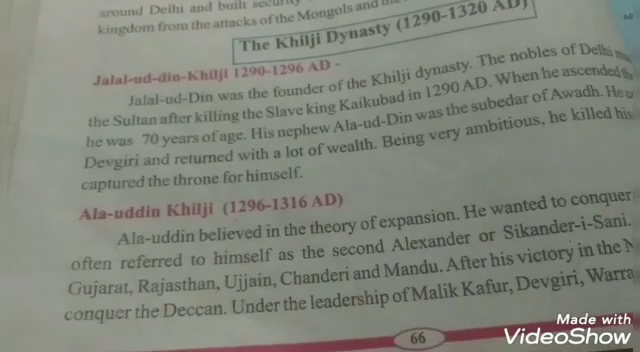 around Delhi and built security
kingdom from the attacks of the Mongols and
The Khilji Dynasty (1290-1320 AD)
Jalal-ud-din-Khilji 1290-1296 AD -
Jalal-ud-Din was the founder of the Khilji dynasty. The nobles of Delhi
the Sultan after killing the Slave king Kaikubad in 1290 AD. When he ascended
he was 70 years of age. His nephew Ala-ud-Din was the subedar of Awadh. He
Devgiri and returned with a lot of wealth. Being very ambitious, he killed his
captured the throne for himself.
Ala-uddin Khilji (1296-1316 AD)
Ala-uddin believed in the theory of expansion. He wanted to conquer
often referred to himself as the second Alexander or Sikander-i-Sani.
Gujarat, Rajasthan, Ujjain, Chanderi and Mandu. After his victory in the N
conquer the Deccan. Under the leadership of Malik Kafur, Devgiri, Warra
66
Made with
VideoShow